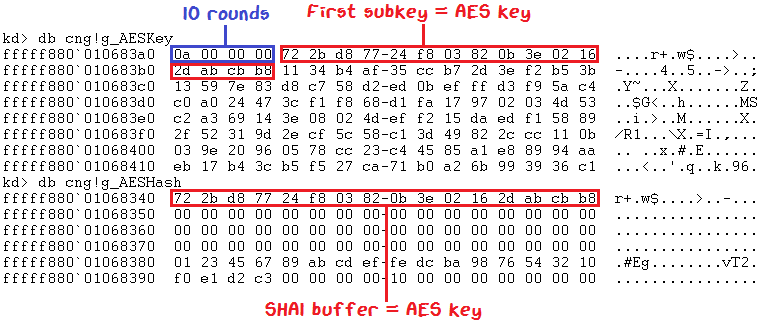 10 rounds
First subkey = AES key
kd> db cng!g_AESKey
fffff880`010683a0 0a 00 00 00 72 2b d8 77-24 f8 03 82 0b 3e 02 16 ....r+.w$....>..
fffff880`010683b0 2d ab cb b8 11 34 b4 af-35 cc b7 2d 3e f2 b5 3b -....4..5..->..;
fffff880`010683c0 13 59 7e 83 d8 c7 58 d2-ed 0b ef ff d3 f9 5a c4 .Y~...X.......Z.
fffff880`010683d0 c0 a0 24 47 3c f1 f8 68-d1 fa 17 97 02 03 4d 53 ..$G<..h......MS
fffff880`010683e0 c2 a3 69 14 3e 08 02 4d-ef f2 15 da ed f1 58 89 ..i.>..M......X.
fffff880`010683f0 2f 52 31 9d 2e cf 5c 58-c1 3d 49 82 2c cc 11 0b /R1...\X.=I.,...
fffff880`01068400 03 9e 20 96 05 78 cc 23-c4 45 85 a1 e8 89 94 aa .. ..x.#.E......
fffff880`01068410 eb 17 b4 3c b5 f5 27 ca-71 b0 a2 6b 99 39 36 c1 ...<..'.q..k.96.
kd> db cng!g_AESHash
fffff880`01068340 72 2b d8 77 24 f8 03 82-0b 3e 02 16 2d ab cb b8 r+.w$....>..-...
fffff880`01068350 00 00 00 00 00 00 00 00-00 00 00 00 00 00 00 00 ................
fffff880`01068360 00 00 00 00 00 00 00 00-00 00 00 00 00 00 00 00 ................
fffff880`01068370 00 00 00 00 00 00 00 00-00 00 00 00 00 00 00 00 ................
fffff880`01068380 01 23 45 67 89 ab cd ef-fe dc ba 98 76 54 32 10 .#Eg........vT2.
fffff880`01068390 f0 e1 d2 c3 00 00 00 00-10 00 00 00 00 00 00 00 ................
SHA1 buffer = AES key